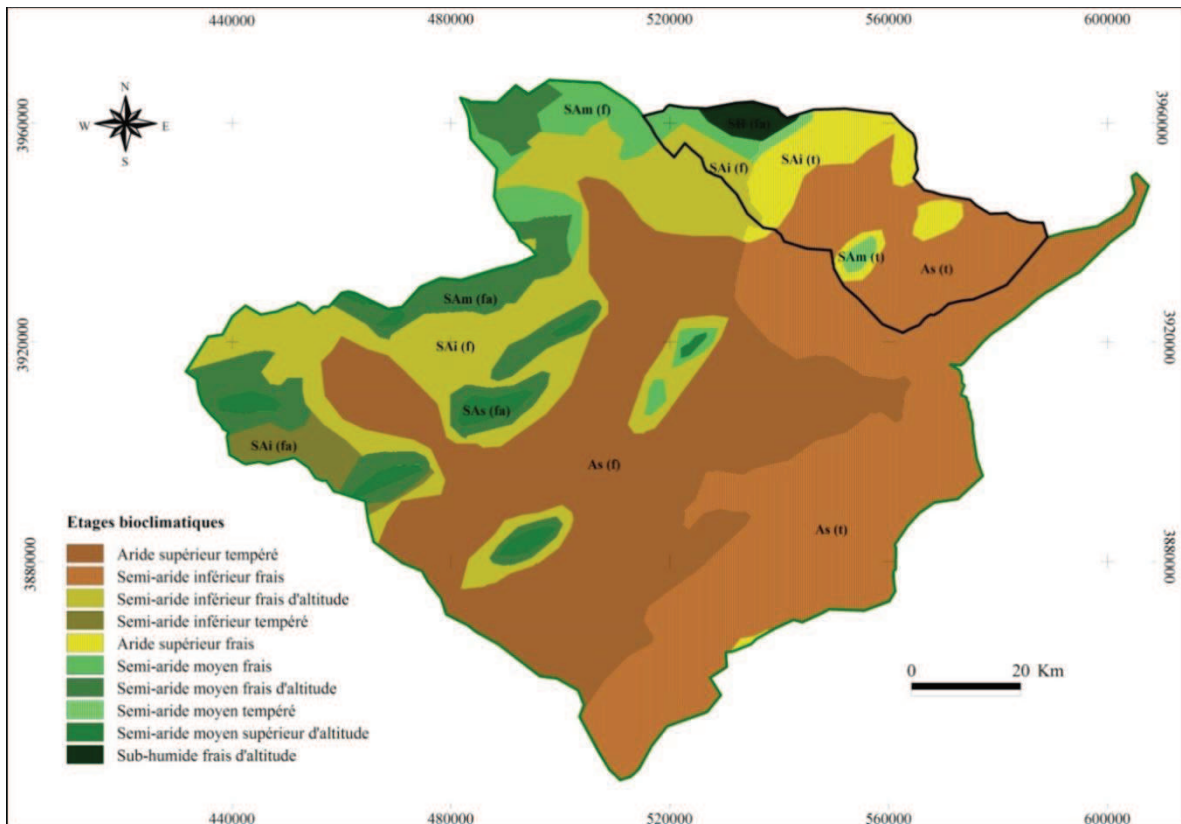 440000 480000 520000 560000 600000
N
W E
S
3960000 3960000
SAm (f)
SH (fa)
SAi (f)
SAi (t)
SAm (t)
As (t)
SAm (fa)
3920000 3920000
SAi (f)
SAs (fa)
SAi (fa)
As (f)
As (t)
3880000 3880000
Etages bioclimatiques
Aride supérieur tempéré
Semi-aride inférieur frais
Semi-aride inférieur frais d'altitude
Semi-aride inférieur tempéré
Aride supérieur frais
Semi-aride moyen frais
Semi-aride moyen frais d'altitude
Semi-aride moyen tempéré
Semi-aride moyen supérieur d'altitude
Sub-humide frais d'altitude
0 20 Km
440000 480000 520000 560000 600000